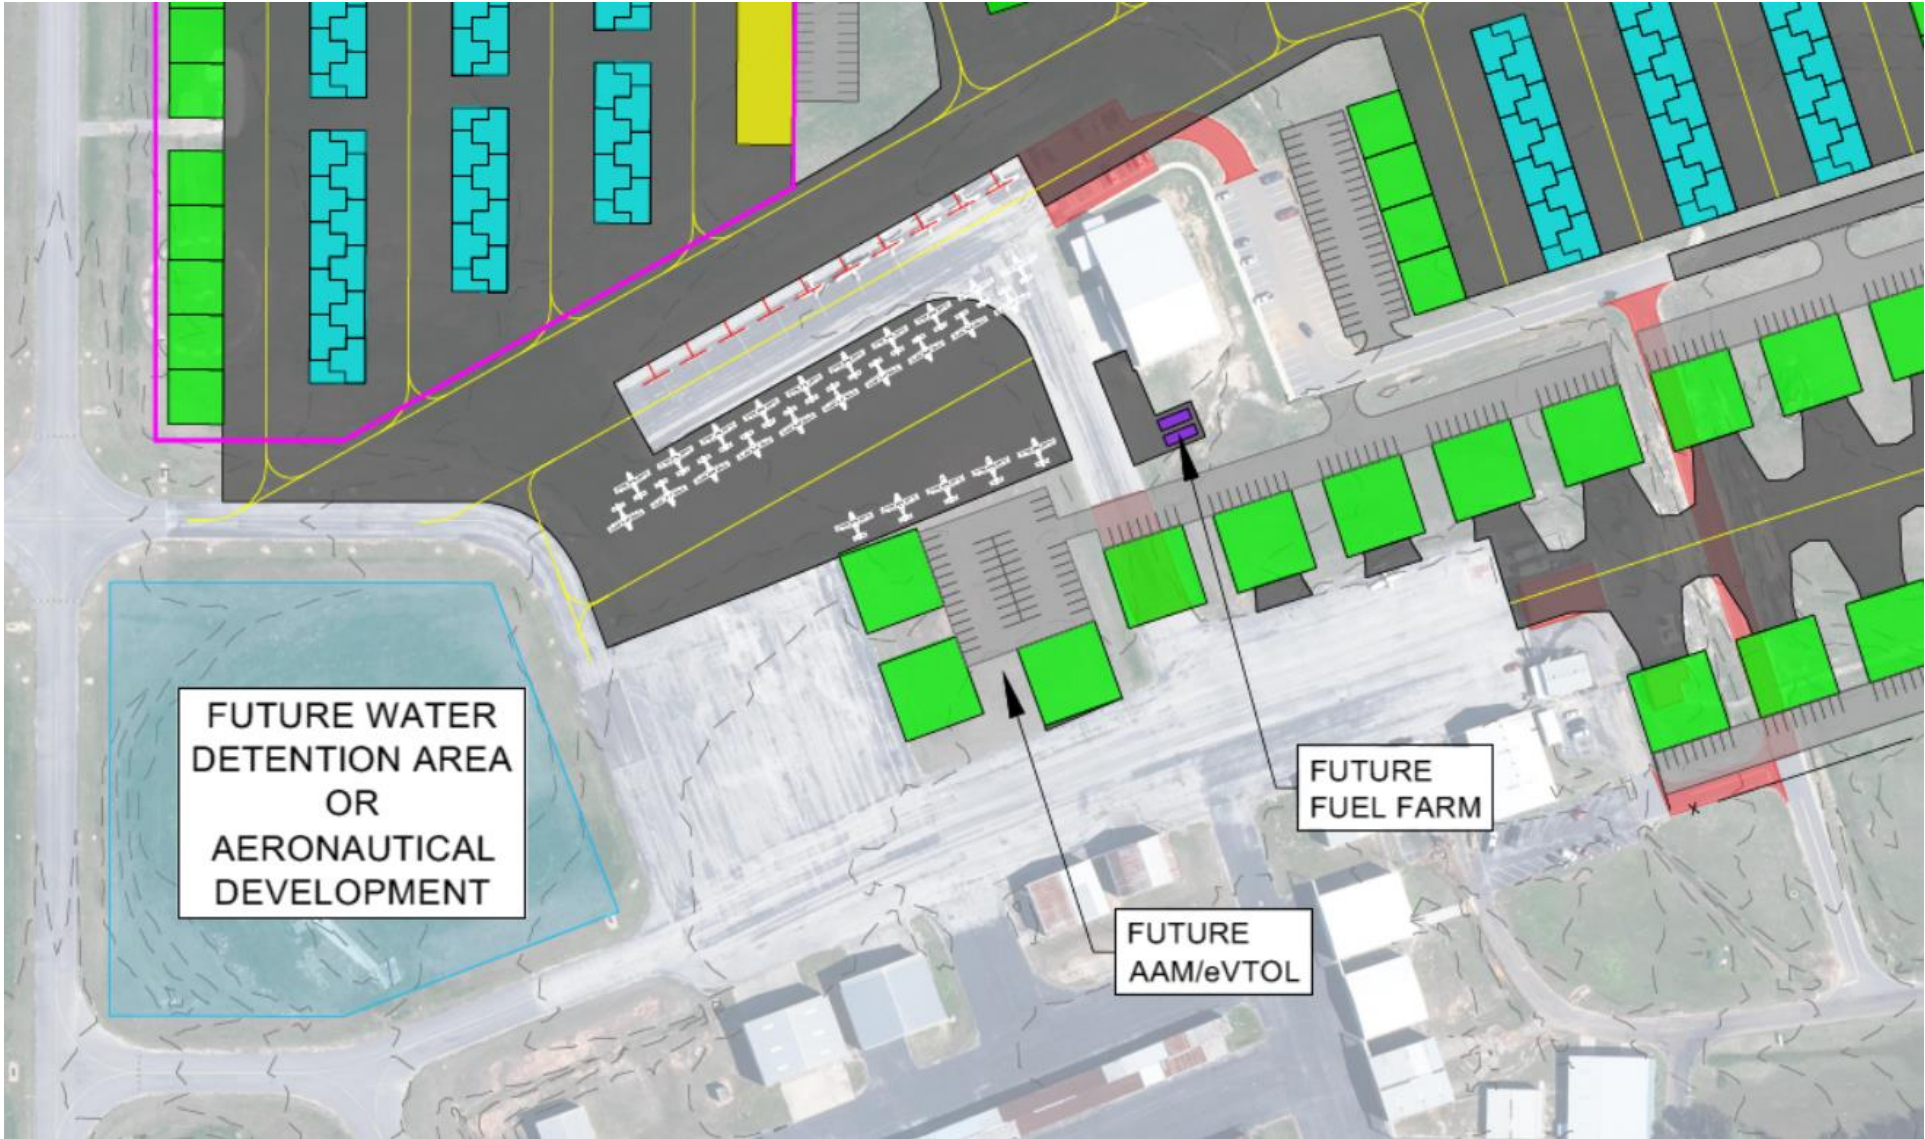 FUTURE WATER
DETENTION AREA
OR
AERONAUTICAL
DEVELOPMENT
FUTURE
FUEL FARM
FUTURE
AAM/eVTOL
X